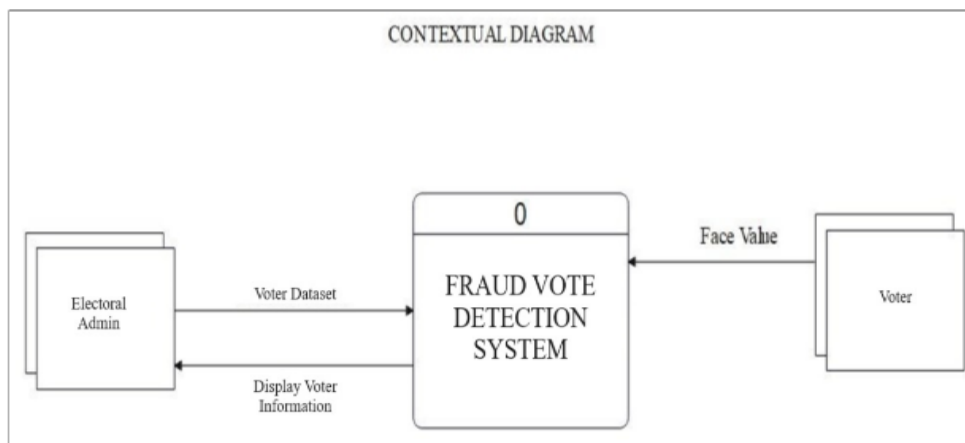 CONTEXTUAL DIAGRAM
Electoral
Admin
Voter Dataset
Display Voter
Information
0
FRAUD VOTE
DETECTION
SYSTEM
Face Value
Voter